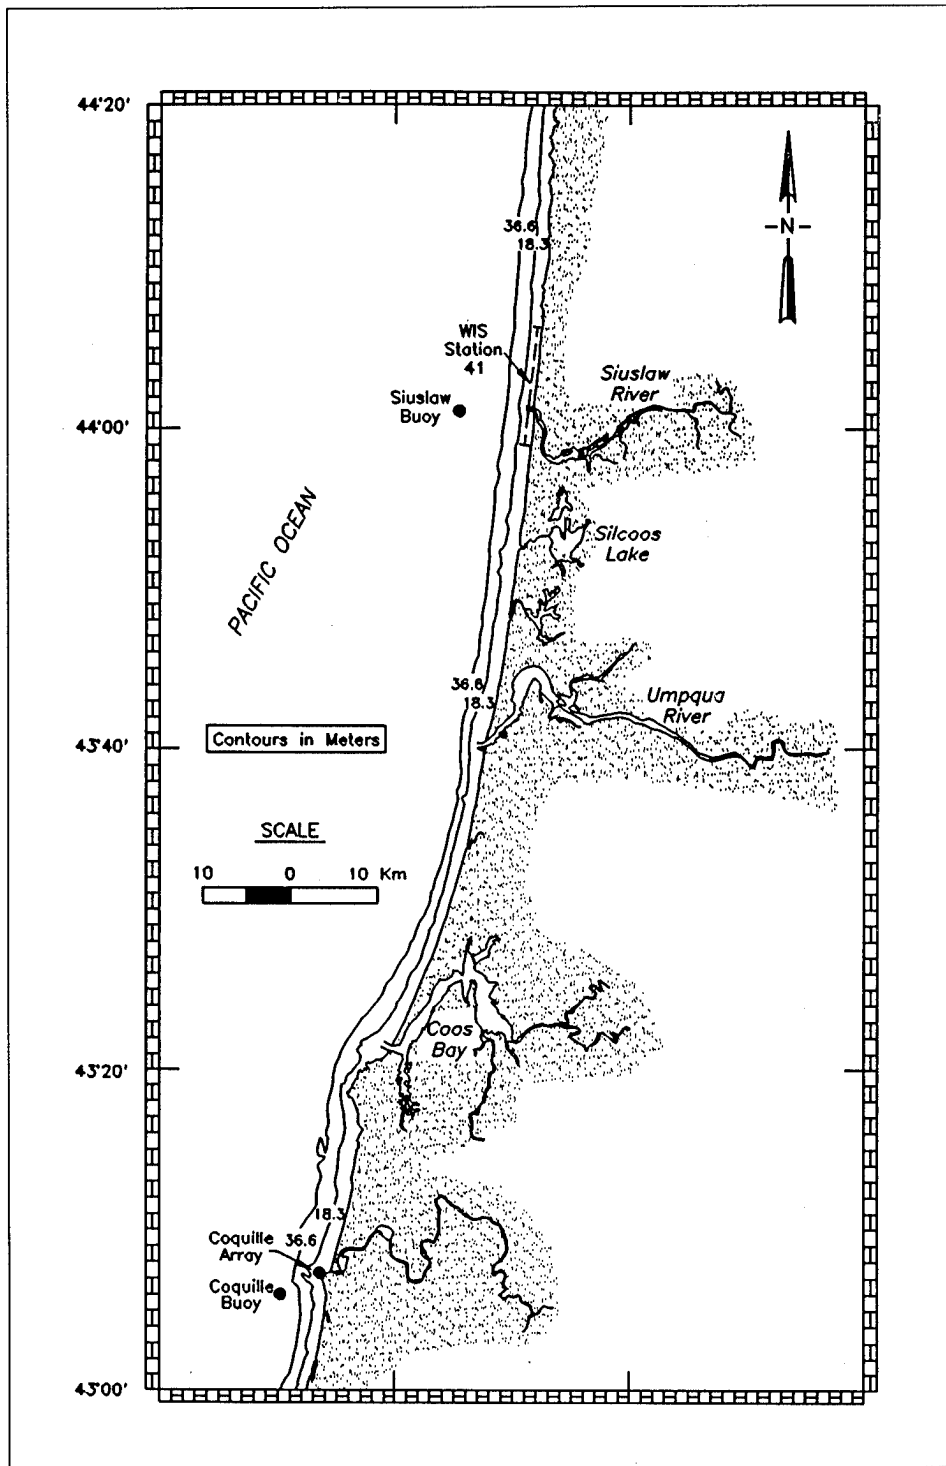 44°20'
-N-
36.6
18.3
WIS
Station
41
Siuslaw
River
Siuslaw
Buoy
44°00'
PACIFIC OCEAN
Silcoos
Lake
36.6
18.3
Umpqua
River
Contours in Meters
43°40'
SCALE
10 0 10 Km
Coos
Bay
43°20'
18.3
36.6
Coquille
Array
Coquille
Buoy
43°00'